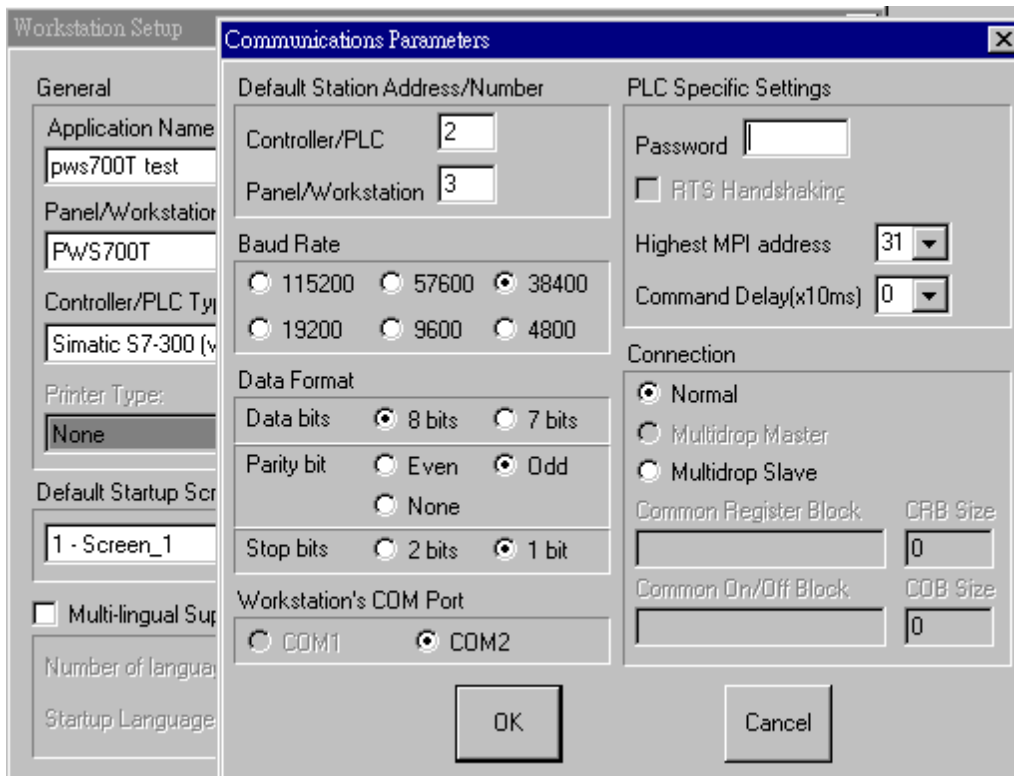 Workstation Setup
Communications Parameters
General
Application Name
pws700T test
Panel/Workstation
PWS700T
Controller/PLC Typ
Simatic S7-300 (v
Printer Type:
None
Default Startup Scr
1 - Screen_1
Multi-lingual Sup
Number of langua
Startup Language
Default Station Address/Number
Controller/PLC 2
Panel/Workstation 3
Baud Rate
115200 57600 38400
19200 9600 4800
Data Format
Data bits 8 bits 7 bits
Parity bit Even Odd
None
Stop bits 2 bits 1 bit
Workstation's COM Port
COM1 COM2
PLC Specific Settings
Password
RTS Handshaking
Highest MPI address 31
Command Delay(x10ms) 0
Connection
Normal
Multidrop Master
Multidrop Slave
Common Register Block CRB Size
0
Common On/Off Block COB Size
0
OK Cancel